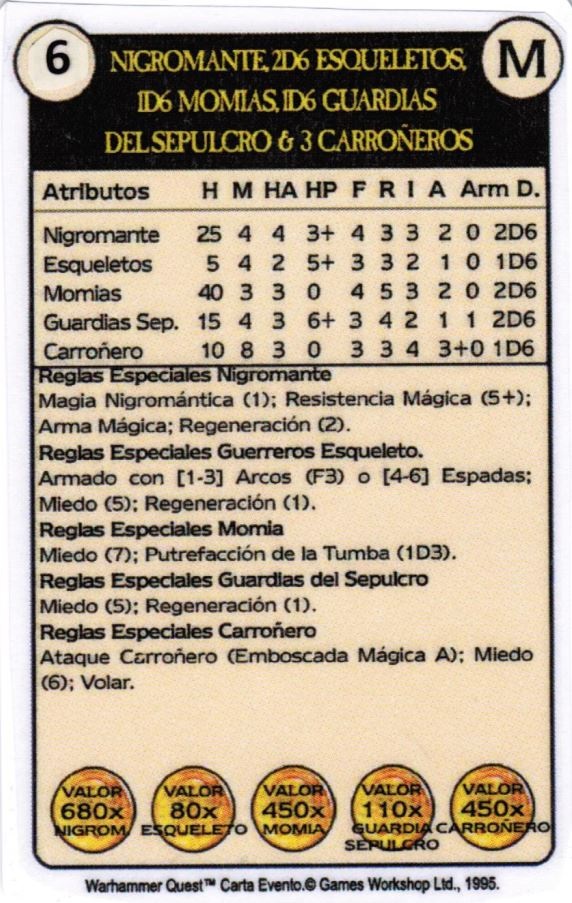 6
NIGROMANTE, 2D6 ESQUELETOS,
M
1D6 MOMIAS, 1D6 GUARDIAS
DEL SEPULCRO & 3 CARROÑEROS
Atributos H M HA HP F R I A Arm D.
Nigromante 25 4 4 3+ 4 3 3 2 0 2D6
Esqueletos 5 4 2 5+ 3 3 2 1 0 1D6
Momias 40 3 3 0 4 5 3 2 0 2D6
Guardias Sep. 15 4 3 6+ 3 4 2 1 1 2D6
Carroñero 10 8 3 0 3 3 4 3+0 1D6
Reglas Especiales Nigromante
Magia Nigromántica (1); Resistencia Mágica (5+);
Arma Mágica; Regeneración (2).
Reglas Especiales Guerreros Esqueleto.
Armado con [1-3] Arcos (F3) o [4-6] Espadas;
Miedo (5); Regeneración (1).
Reglas Especiales Momia
Miedo (7); Putrefacción de la Tumba (1D3).
Reglas Especiales Guardias del Sepulcro
Miedo (5); Regeneración (1).
Reglas Especiales Carroñero
Ataque Carroñero (Emboscada Mágica A); Miedo
(6); Volar.
VALOR 680x NIGROM.
VALOR 80x ESQUELETO
VALOR 450x MOMIA
VALOR 110x GUARDIA SEPULCRO
VALOR 450x CARROÑERO
Warhammer Quest™ Carta Evento.© Games Workshop Ltd., 1995.